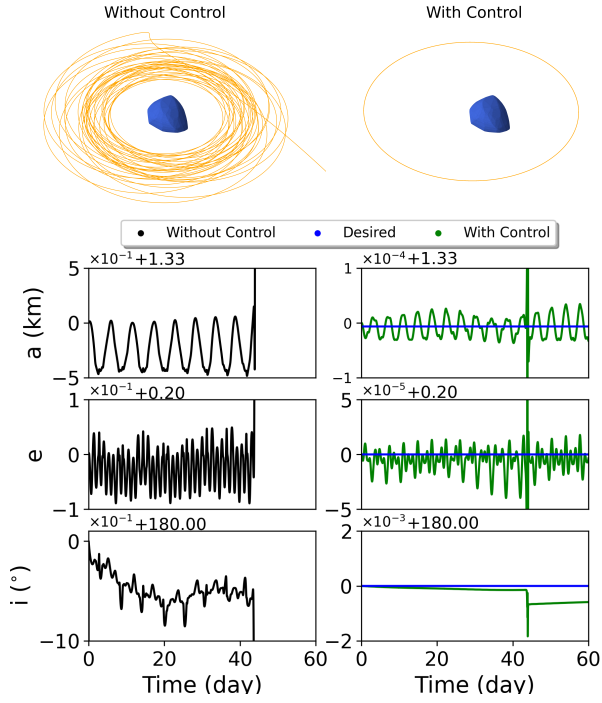 Without Control
With Control
Without Control
Desired
With Control
×10⁻¹+1.33
×10⁻⁴+1.33
5
0
−5
a (km)
1
0
−1
×10⁻¹+0.20
×10⁻⁵+0.20
1
0
−1
e
5
0
−5
×10⁻¹+180.00
×10⁻³+180.00
0
−10
i (°)
2
0
−2
0 20 40 60
0 20 40 60
Time (day)
Time (day)